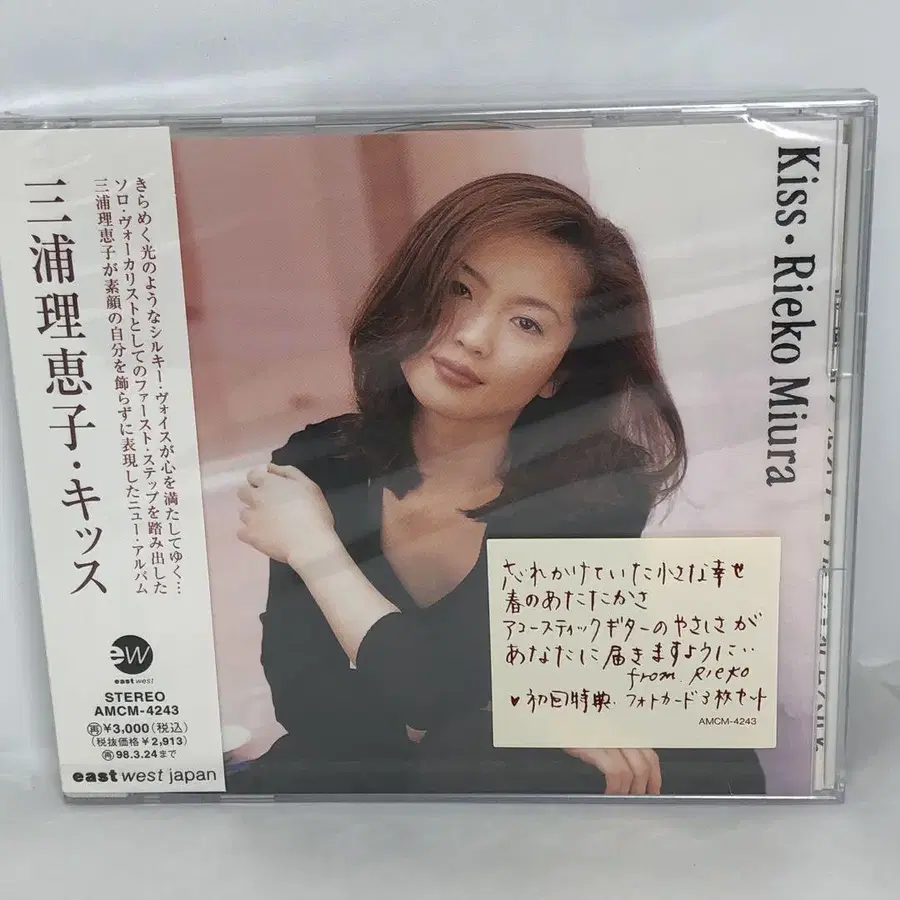 三浦理恵子・キッス
きらめく光のようなシルキー・ヴォイスが心を満たしてゆく…
ソロ・ヴォーカリストとしてのファースト・ステップを踏み出した
三浦理恵子が素顔の自分を飾らずに表現したニュー・アルバム
ew
east west
STEREO
AMCM-4243
再¥3,000(税込)
(税抜価格¥2,913)
再98.3.24まで
east west japan
Kiss・Rieko Miura
忘れかけていた小さな幸せ
春のあたたかさ
アコースティックギターのやさしさが
あなたに届きますように…
from. Rieko
♥初回特典. フォトカード3枚セット
AMCM-4243